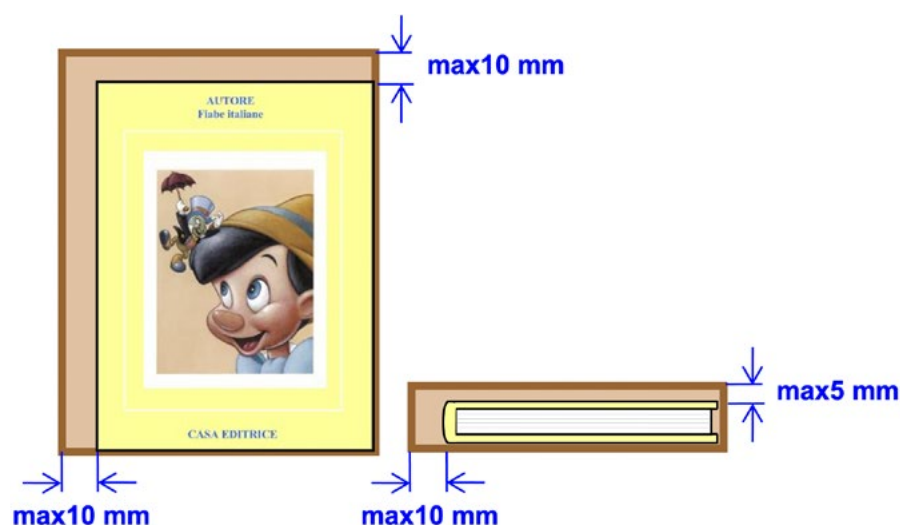 max10 mm
AUTORE
Fiabe italiane
CASA EDITRICE
max5 mm
max10 mm
max10 mm